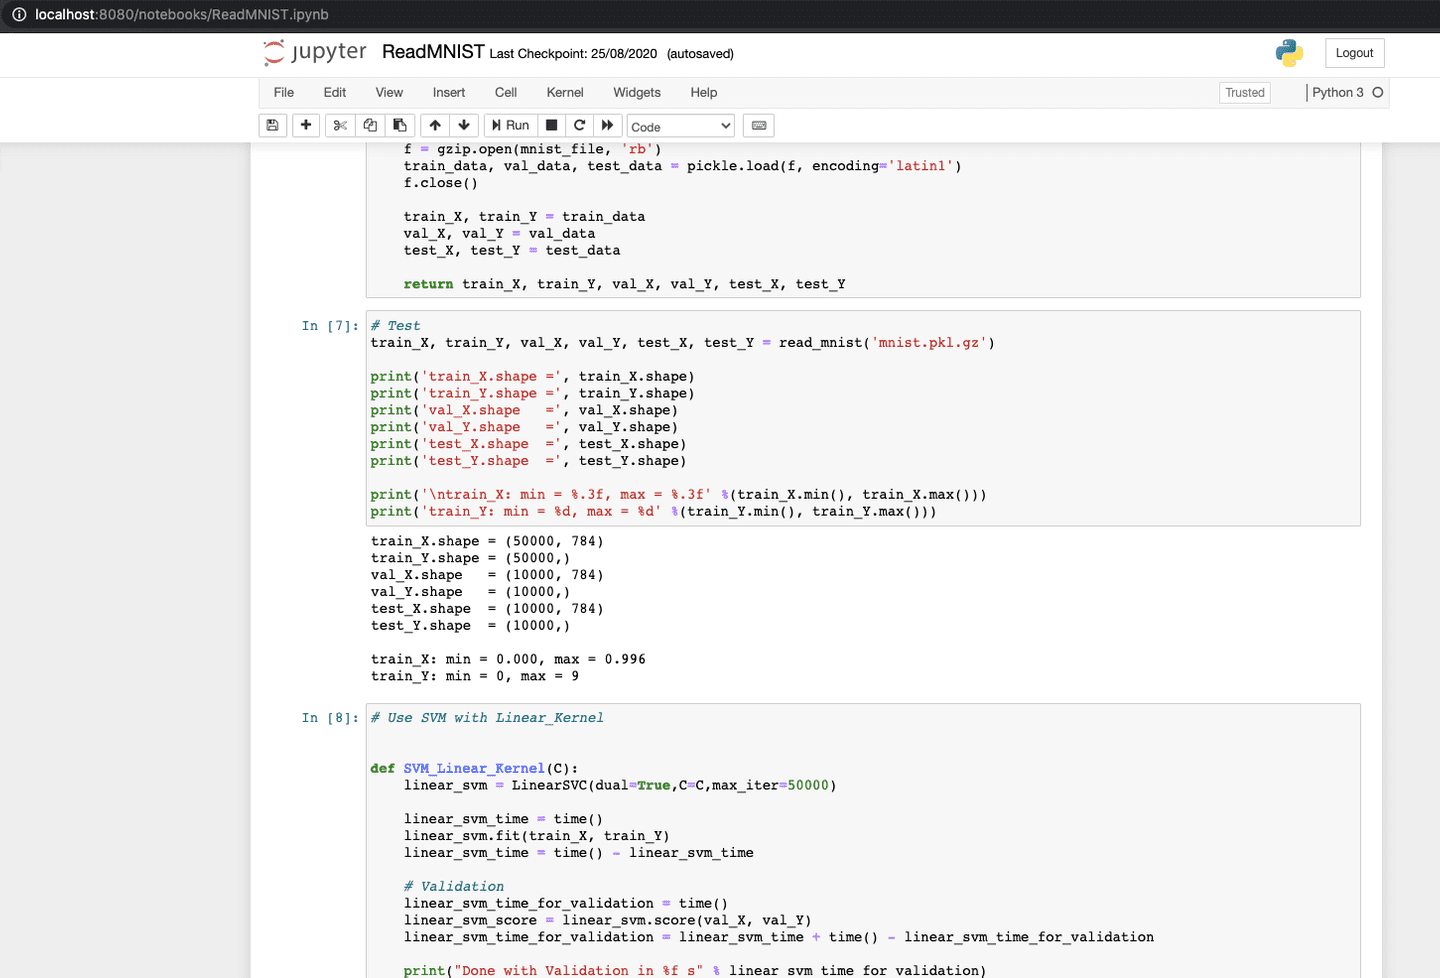 localhost:8080/notebooks/ReadMNIST.ipynb
jupyter ReadMNIST Last Checkpoint: 25/08/2020 (autosaved) Logout
File Edit View Insert Cell Kernel Widgets Help Trusted Python 3
Run Code
    f = gzip.open(mnist_file, 'rb')
    train_data, val_data, test_data = pickle.load(f, encoding='latin1')
    f.close()
    train_X, train_Y = train_data
    val_X, val_Y = val_data
    test_X, test_Y = test_data
    return train_X, train_Y, val_X, val_Y, test_X, test_Y
In [7]: # Test
train_X, train_Y, val_X, val_Y, test_X, test_Y = read_mnist('mnist.pkl.gz')
print('train_X.shape =', train_X.shape)
print('train_Y.shape =', train_Y.shape)
print('val_X.shape   =', val_X.shape)
print('val_Y.shape   =', val_Y.shape)
print('test_X.shape  =', test_X.shape)
print('test_Y.shape  =', test_Y.shape)
print('\ntrain_X: min = %.3f, max = %.3f' %(train_X.min(), train_X.max()))
print('train_Y: min = %d, max = %d' %(train_Y.min(), train_Y.max()))
train_X.shape = (50000, 784)
train_Y.shape = (50000,)
val_X.shape   = (10000, 784)
val_Y.shape   = (10000,)
test_X.shape  = (10000, 784)
test_Y.shape  = (10000,)
train_X: min = 0.000, max = 0.996
train_Y: min = 0, max = 9
In [8]: # Use SVM with Linear_Kernel
def SVM_Linear_Kernel(C):
    linear_svm = LinearSVC(dual=True,C=C,max_iter=50000)
    linear_svm_time = time()
    linear_svm.fit(train_X, train_Y)
    linear_svm_time = time() - linear_svm_time
    # Validation
    linear_svm_time_for_validation = time()
    linear_svm_score = linear_svm.score(val_X, val_Y)
    linear_svm_time_for_validation = linear_svm_time + time() - linear_svm_time_for_validation
    print("Done with Validation in %f s" % linear_svm_time_for_validation)